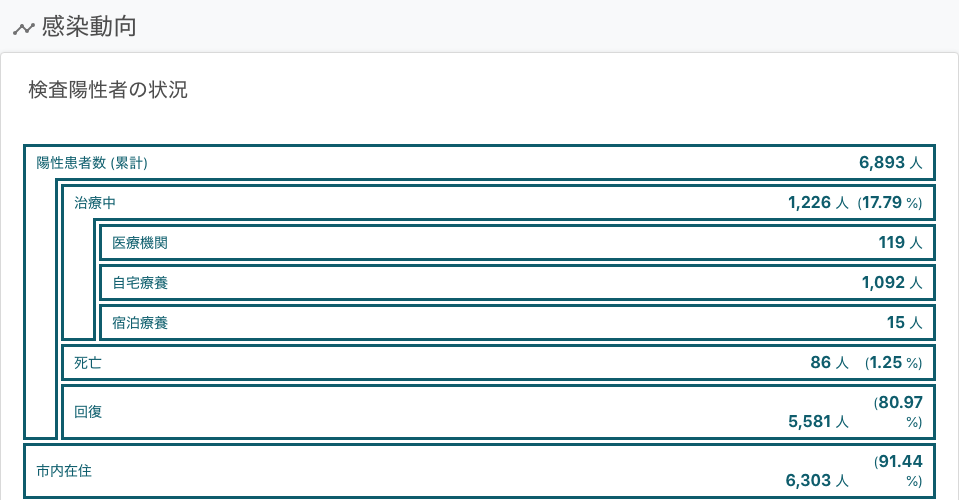 感染動向
検査陽性者の状況
陽性患者数 (累計) 6,893 人
治療中 1,226 人 (17.79 %)
医療機関 119 人
自宅療養 1,092 人
宿泊療養 15 人
死亡 86 人 (1.25 %)
回復 5,581 人 (80.97 %)
市内在住 6,303 人 (91.44 %)